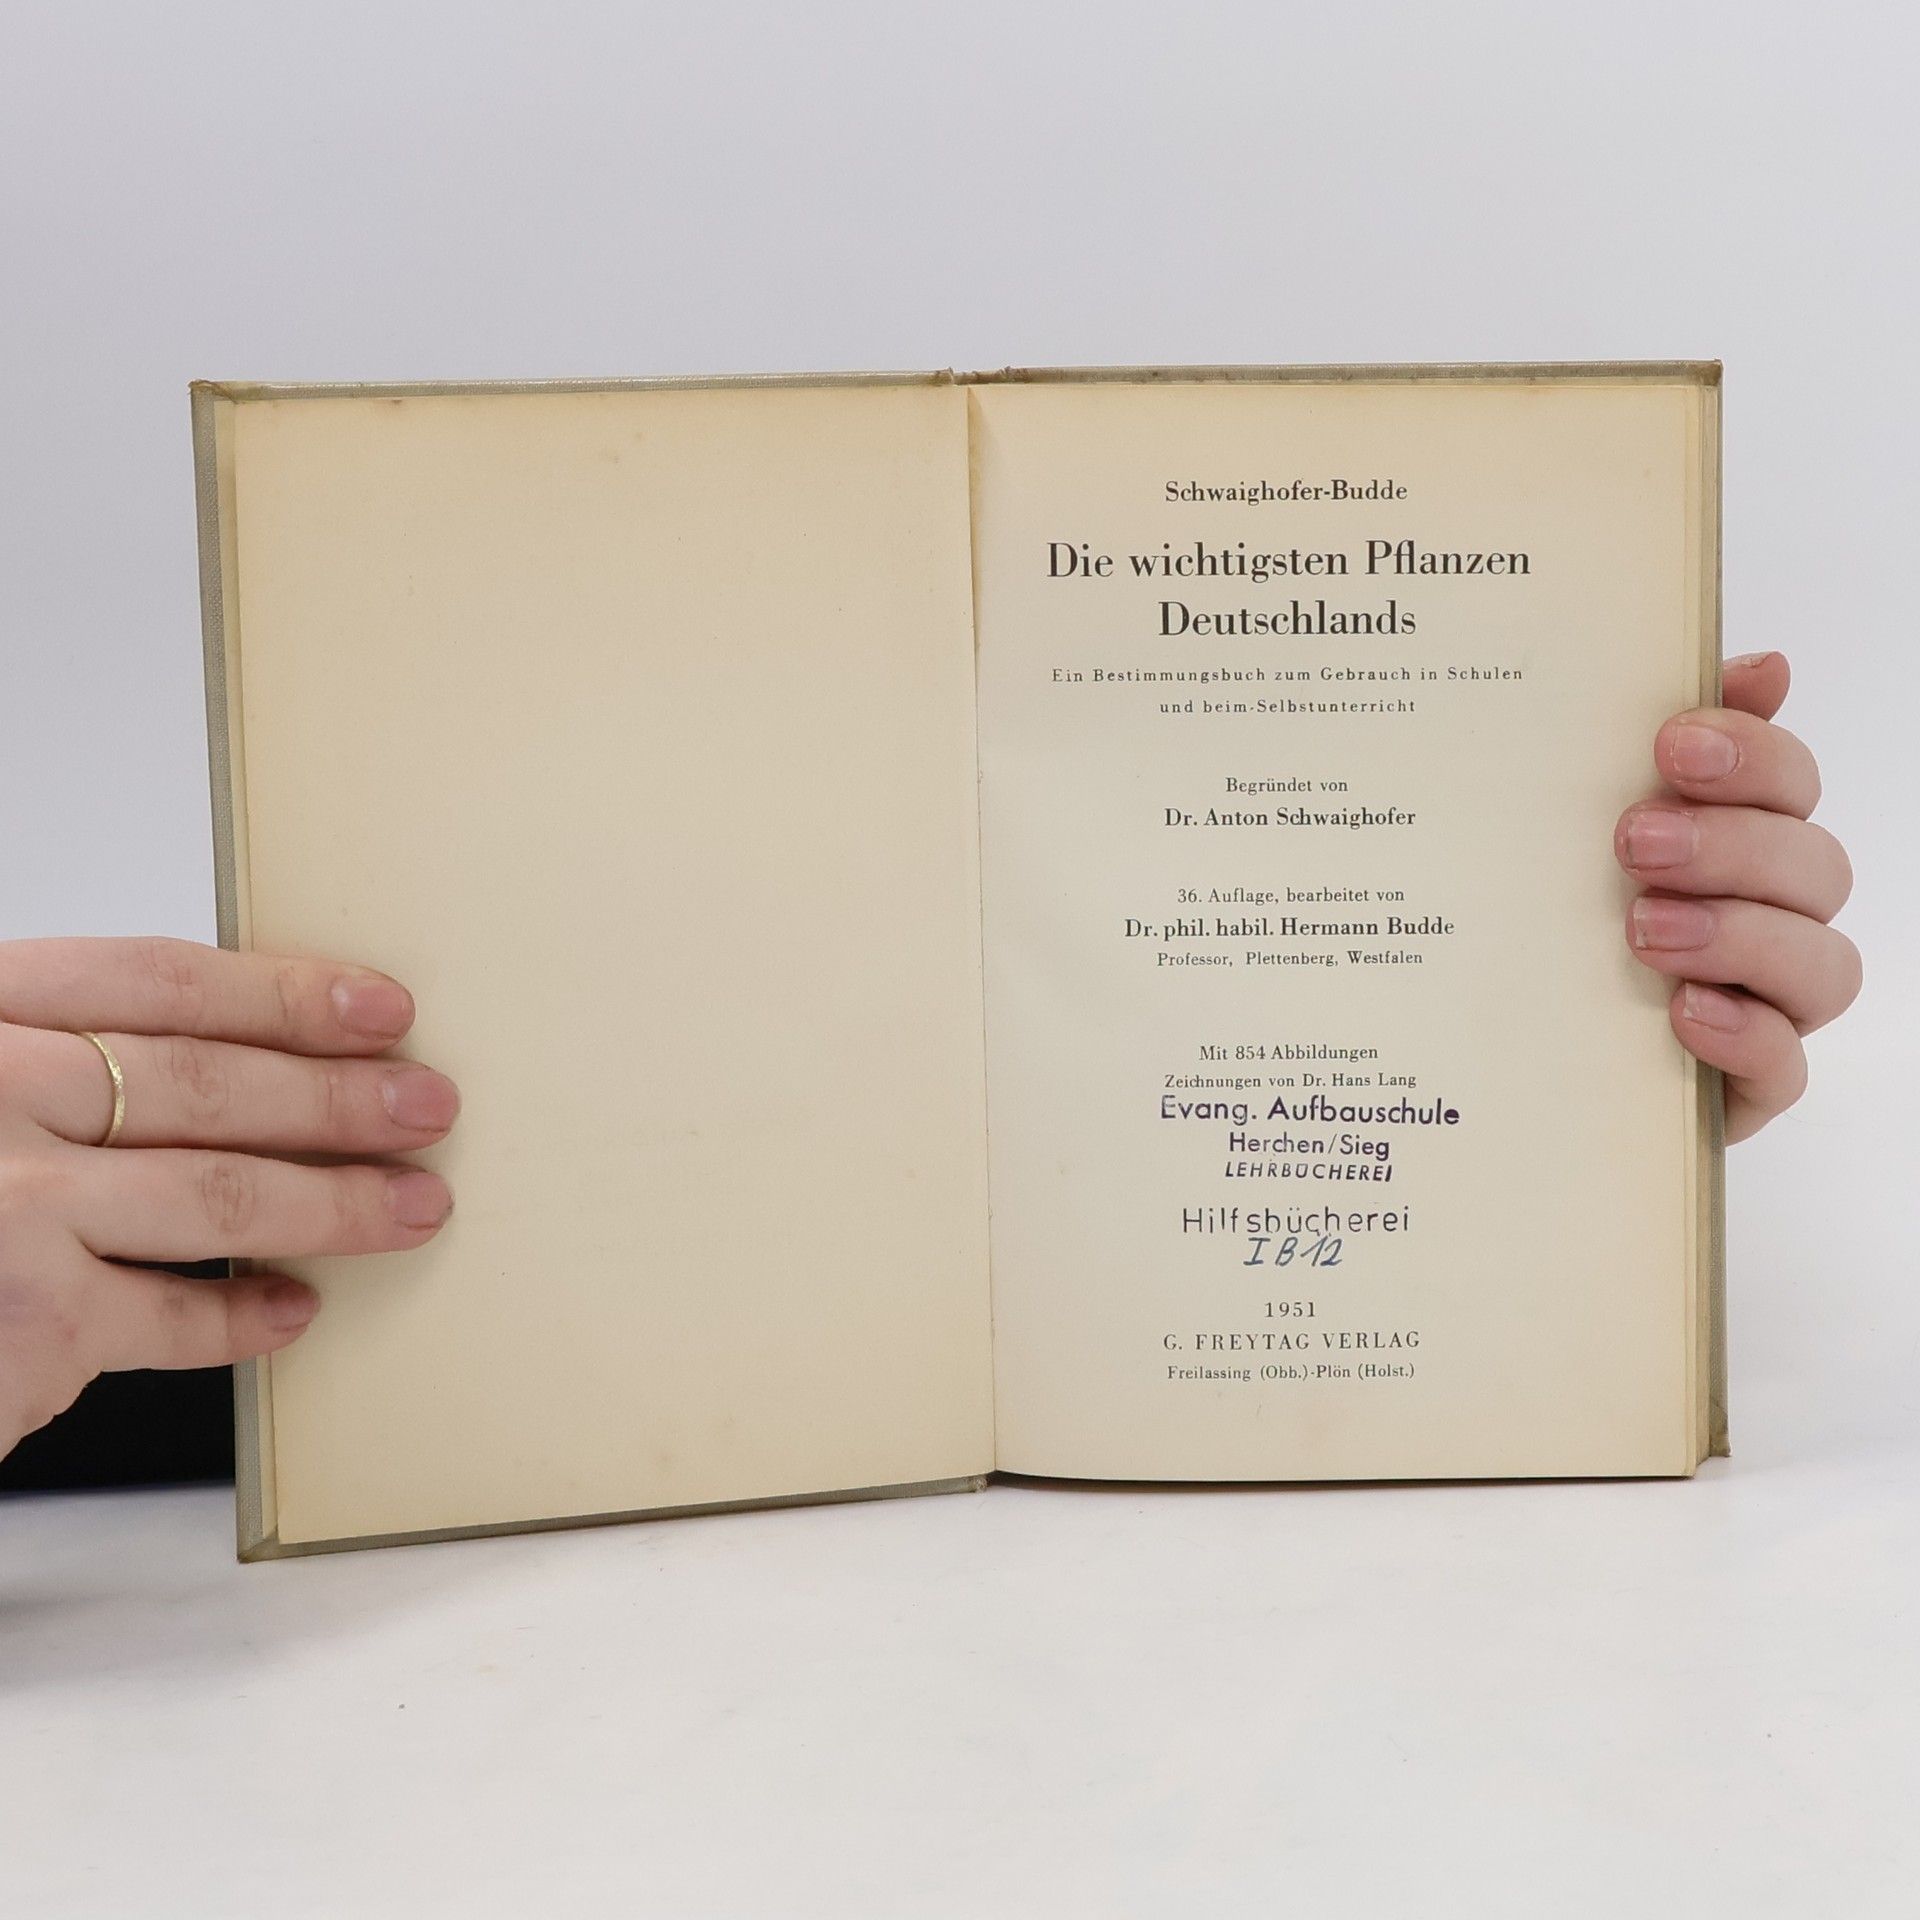 Schwaighofer-Budde
Die wichtigsten Pflanzen
Deutschlands
Ein Bestimmungsbuch zum Gebrauch in Schulen
und beim Selbstunterricht
Begründet von
Dr. Anton Schwaighofer
36. Auflage, bearbeitet von
Dr. phil. habil. Hermann Budde
Professor, Plettenberg, Westfalen
Mit 854 Abbildungen
Zeichnungen von Dr. Hans Lang
Evang. Aufbauschule
Herchen/Sieg
LEHRBÜCHEREI
Hilfsbücherei
I B 12
1951
G. FREYTAG VERLAG
Freilassing (Obb.)-Plön (Holst.)